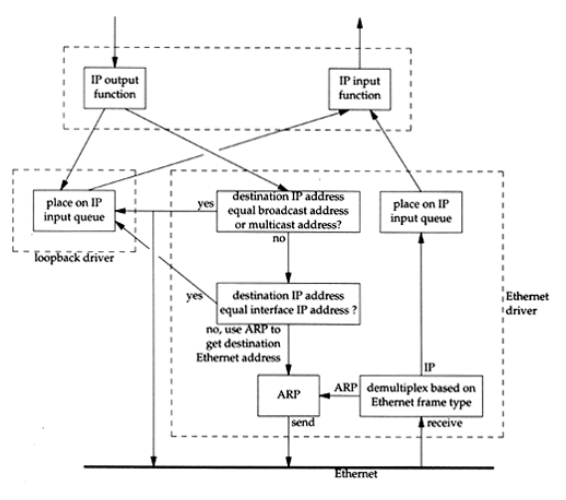 IP output
function
IP input
function
place on IP
input queue
loopback driver
yes
destination IP address
equal broadcast address
or multicast address?
no
place on IP
input queue
yes
destination IP address
equal interface IP address ?
Ethernet
driver
no, use ARP to
get destination
Ethernet address
IP
ARP
ARP
demultiplex based on
Ethernet frame type
send
receive
Ethernet